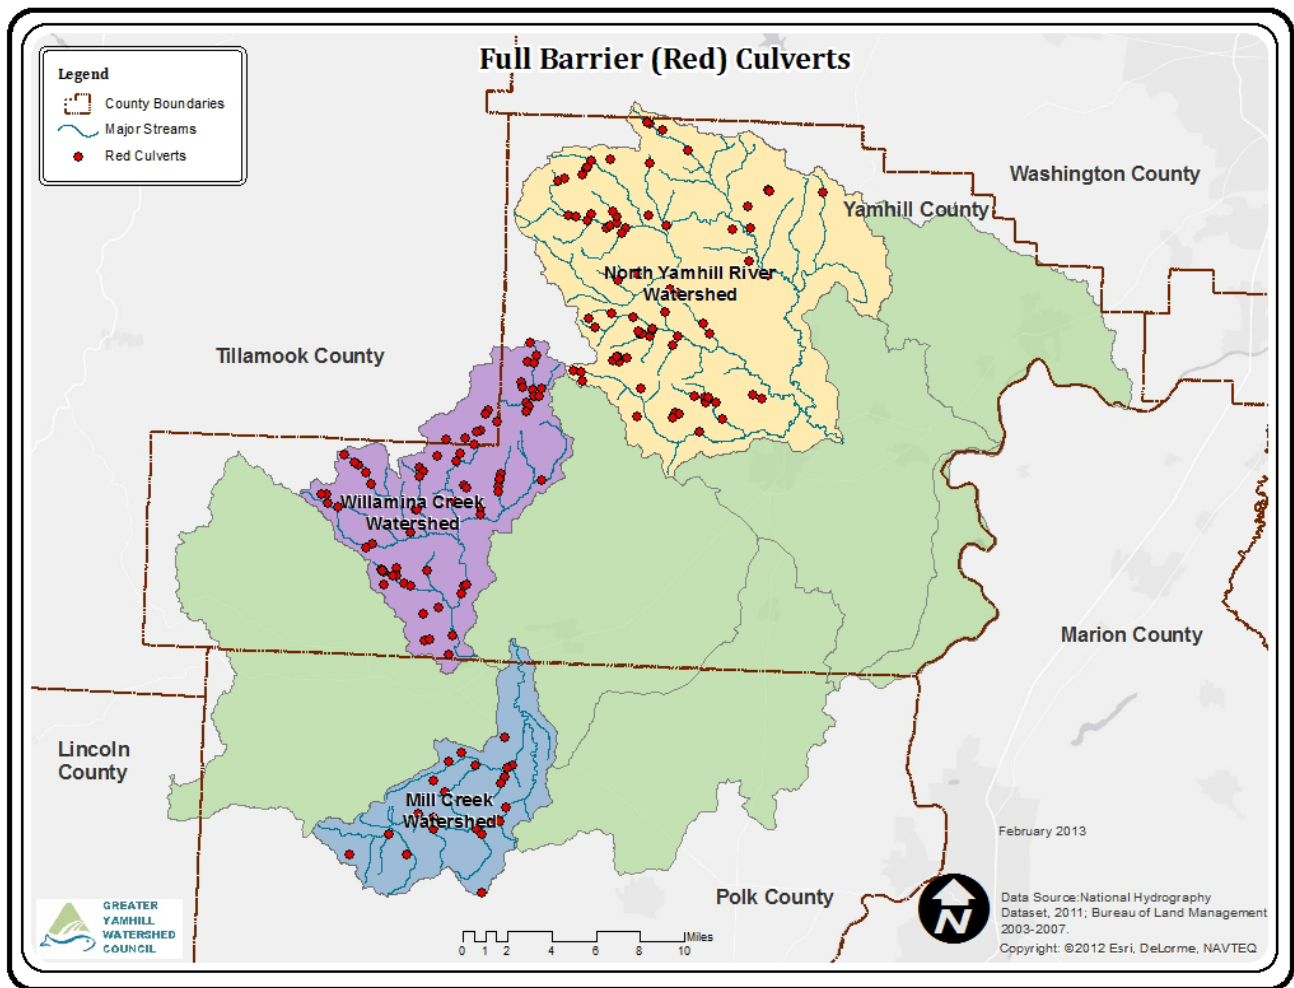 Full Barrier (Red) Culverts
Legend
County Boundaries
Major Streams
Red Culverts
Washington County
Yamhill County
North Yamhill River
Watershed
Tillamook County
Willamina Creek
Watershed
Marion County
Lincoln
County
Mill Creek
Watershed
Polk County
February 2013
Data Source:National Hydrography
Dataset, 2011; Bureau of Land Management
2003-2007.
Copyright: ©2012 Esri, DeLorme, NAVTEQ
N
GREATER
YAMHILL
WATERSHED
COUNCIL
Miles
0 1 2 4 6 8 10